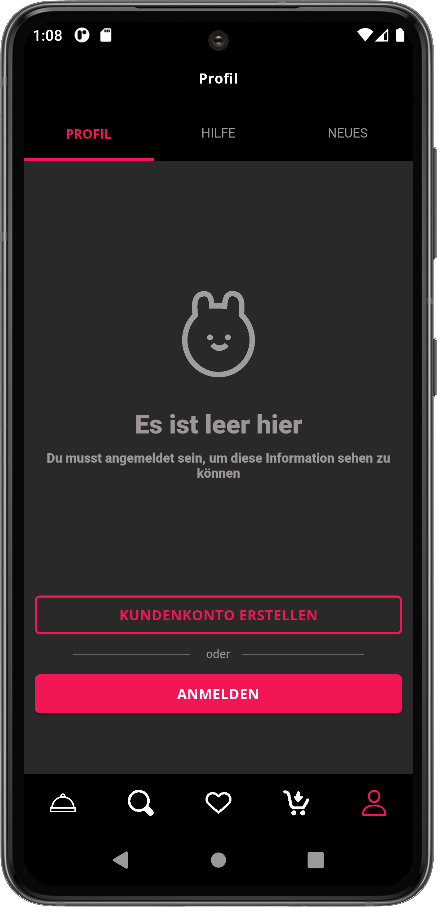 1:08
Profil
PROFIL
HILFE
NEUES
Es ist leer hier
Du musst angemeldet sein, um diese Information sehen zu
können
KUNDENKONTO ERSTELLEN
oder
ANMELDEN